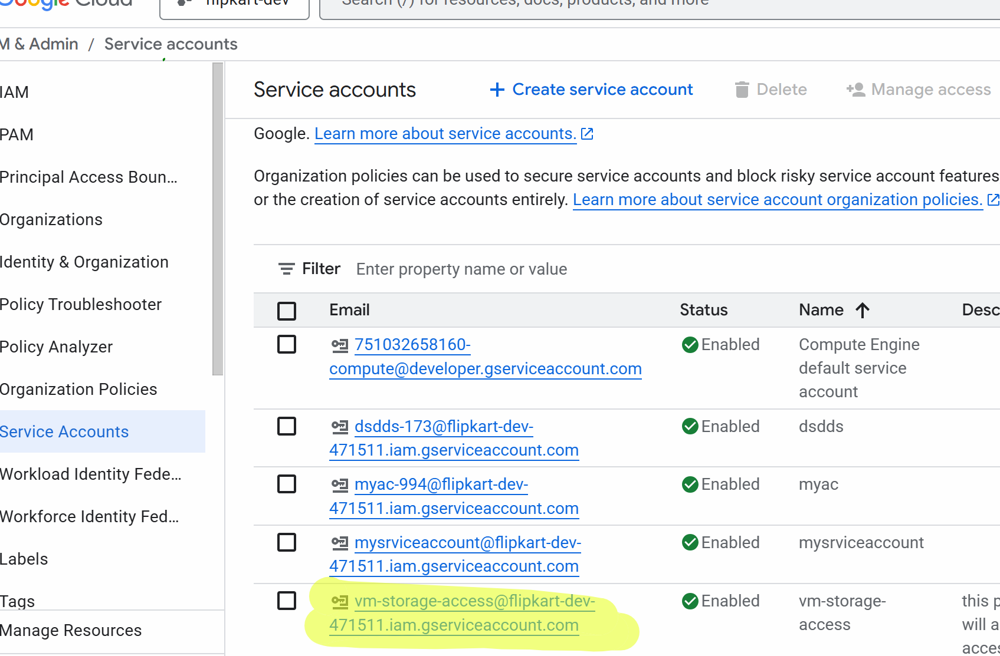 Google Cloud
flipkart-dev
Search (/) for resources, docs, products, and more
M & Admin / Service accounts
IAM
PAM
Principal Access Boun...
Organizations
Identity & Organization
Policy Troubleshooter
Policy Analyzer
Organization Policies
Service Accounts
Workload Identity Fede...
Workforce Identity Fed...
Labels
Tags
Manage Resources
Service accounts
+ Create service account
Delete
Manage access
Google. Learn more about service accounts.
Organization policies can be used to secure service accounts and block risky service account features
or the creation of service accounts entirely. Learn more about service account organization policies.
Filter Enter property name or value
Email Status Name Desc
751032658160- Enabled Compute Engine
compute@developer.gserviceaccount.com default service
account
dsdds-173@flipkart-dev- Enabled dsdds
471511.iam.gserviceaccount.com
myac-994@flipkart-dev- Enabled myac
471511.iam.gserviceaccount.com
mysrviceaccount@flipkart-dev- Enabled mysrviceaccount
471511.iam.gserviceaccount.com
vm-storage-access@flipkart-dev- Enabled vm-storage- this p
471511.iam.gserviceaccount.com access will a
acces